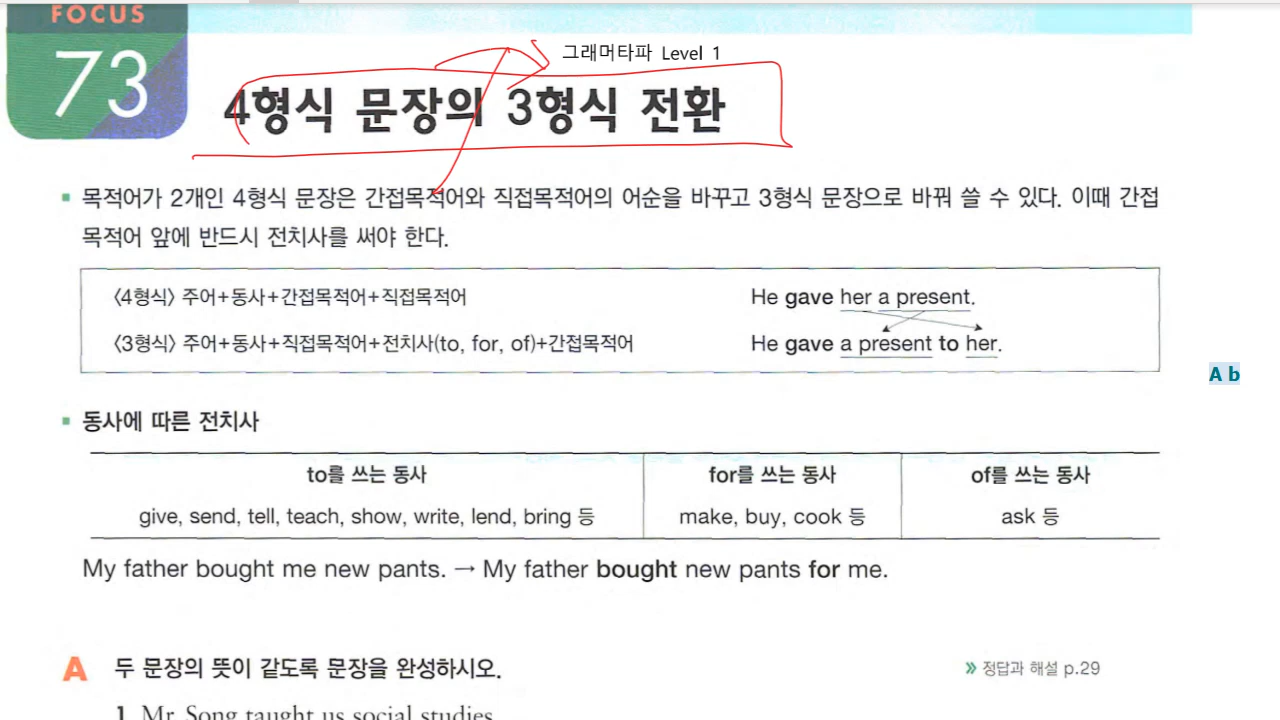 FOCUS
73
그래머타파 Level 1
4형식 문장의 3형식 전환
▪ 목적어가 2개인 4형식 문장은 간접목적어와 직접목적어의 어순을 바꾸고 3형식 문장으로 바꿔 쓸 수 있다. 이때 간접
목적어 앞에 반드시 전치사를 써야 한다.
〈4형식〉 주어+동사+간접목적어+직접목적어 He gave her a present.
〈3형식〉 주어+동사+직접목적어+전치사(to, for, of)+간접목적어 He gave a present to her.
A b
▪ 동사에 따른 전치사
to를 쓰는 동사 for를 쓰는 동사 of를 쓰는 동사
give, send, tell, teach, show, write, lend, bring 등 make, buy, cook 등 ask 등
My father bought me new pants. → My father bought new pants for me.
A 두 문장의 뜻이 같도록 문장을 완성하시오. » 정답과 해설 p.29
1 Mr. Song taught us social studies.